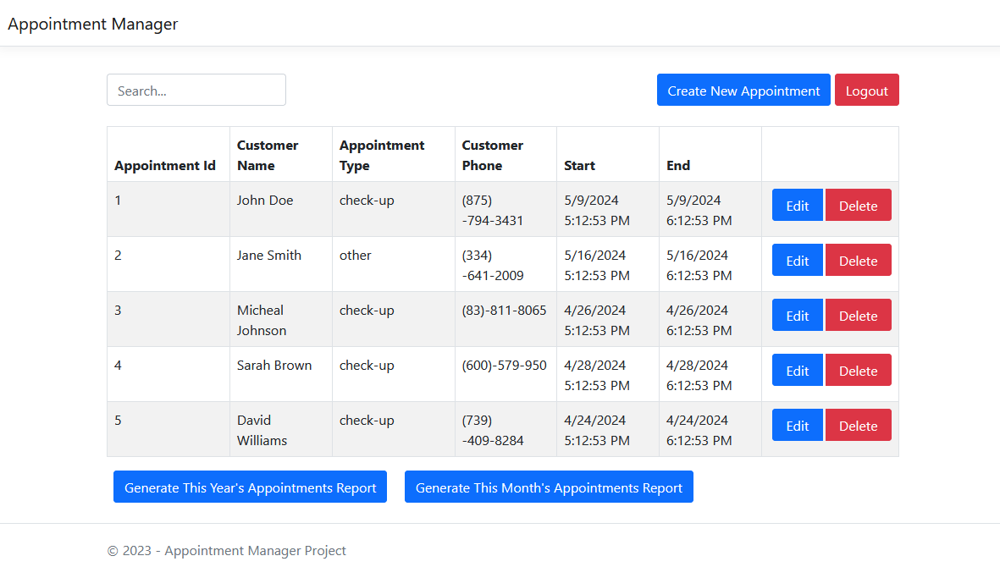 Appointment Manager
Search...
Create New Appointment Logout
Appointment Id Customer Name Appointment Type Customer Phone Start End
1 John Doe check-up (875) -794-3431 5/9/2024 5:12:53 PM 5/9/2024 6:12:53 PM Edit Delete
2 Jane Smith other (334) -641-2009 5/16/2024 5:12:53 PM 5/16/2024 6:12:53 PM Edit Delete
3 Micheal Johnson check-up (83)-811-8065 4/26/2024 5:12:53 PM 4/26/2024 6:12:53 PM Edit Delete
4 Sarah Brown check-up (600)-579-950 4/28/2024 5:12:53 PM 4/28/2024 6:12:53 PM Edit Delete
5 David Williams check-up (739) -409-8284 4/24/2024 5:12:53 PM 4/24/2024 6:12:53 PM Edit Delete
Generate This Year's Appointments Report Generate This Month's Appointments Report
© 2023 - Appointment Manager Project